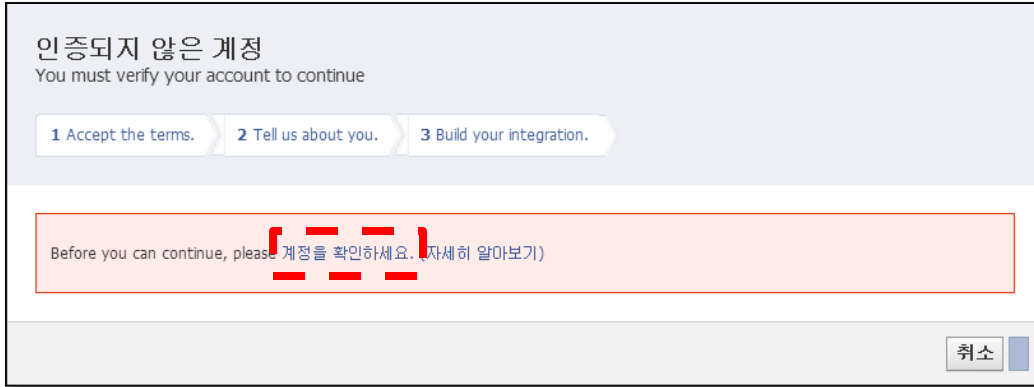 인증되지 않은 계정
You must verify your account to continue
1 Accept the terms. 2 Tell us about you. 3 Build your integration.
Before you can continue, please 계정을 확인하세요. (자세히 알아보기)
취소